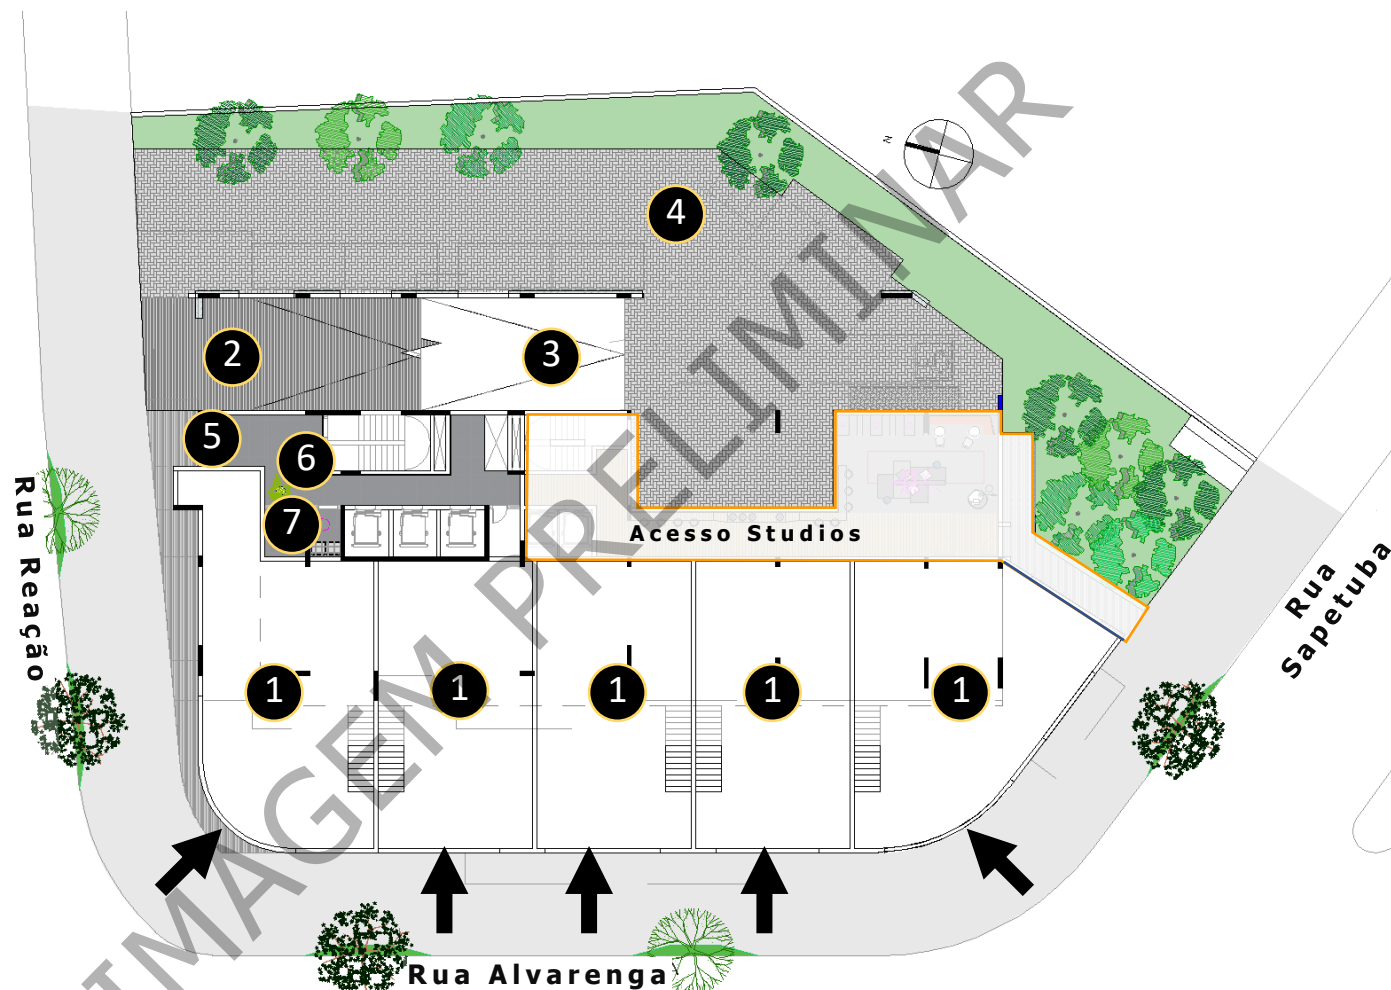 IMAGEM PRELIMINAR
N
4
2
3
5
6
7
Acesso Studios
Rua Reação
Rua
Sapetuba
1
1
1
1
1
Rua Alvarenga